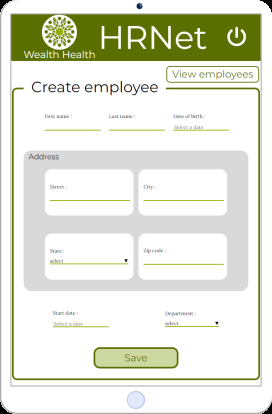 HRNet
Wealth Health
View employees
Create employee
First name :
Last name :
Date of birth :
Select a date
Address
Street :
City :
State :
select
Zip code :
Start date :
Department :
Select a date
select
Save